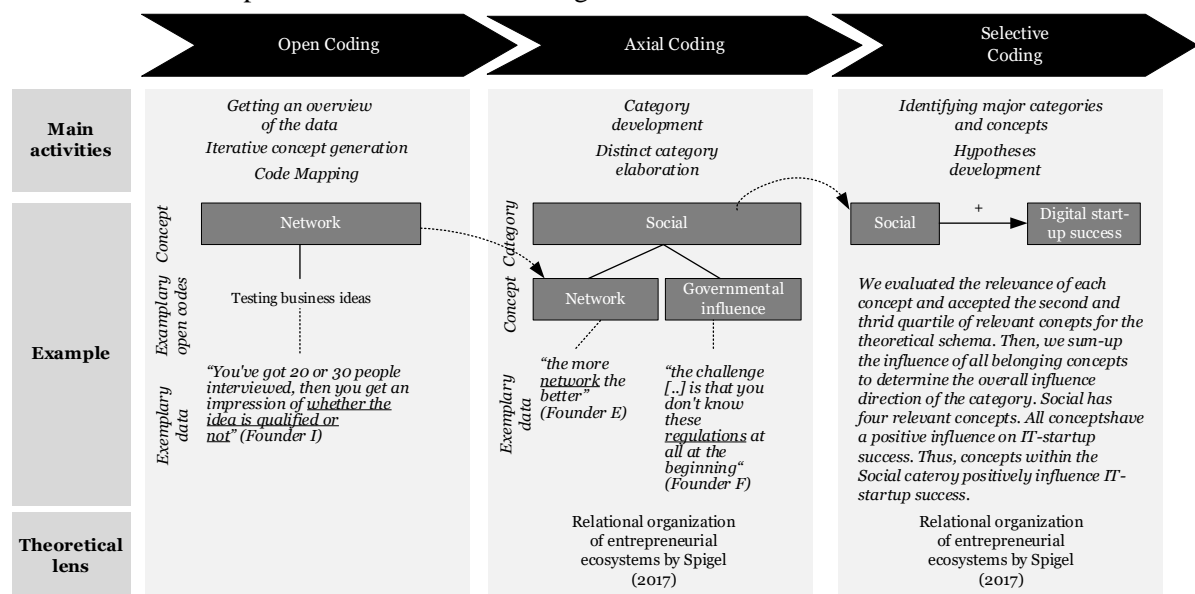 Open Coding
Axial Coding
Selective
Coding
Main
activities
Getting an overview
of the data
Iterative concept generation
Code Mapping
Category
development
Distinct category
elaboration
Identifying major categories
and concepts
Hypotheses
development
Example
Concept
Network
Examplary
open codes
Testing business ideas
Exemplary
data
“You've got 20 or 30 people
interviewed, then you get an
impression of whether the
idea is qualified or
not” (Founder I)
Category
Social
Concept
Network
Governmental
influence
Exemplary
data
“the more
network the
better”
(Founder E)
“the challenge
[..] is that you
don't know
these
regulations at
all at the
beginning“
(Founder F)
Social
+
Digital start-
up success
We evaluated the relevance of each
concept and accepted the second and
thrid quartile of relevant conepts for the
theoretical schema. Then, we sum-up
the influence of all belonging concepts
to determine the overall influence
direction of the category. Social has
four relevant concepts. All conceptshave
a positive influence on IT-startup
success. Thus, concepts within the
Social cateroy positively influence IT-
startup success.
Theoretical
lens
Relational organization
of entrepreneurial
ecosystems by Spigel
(2017)
Relational organization
of entrepreneurial
ecosystems by Spigel
(2017)